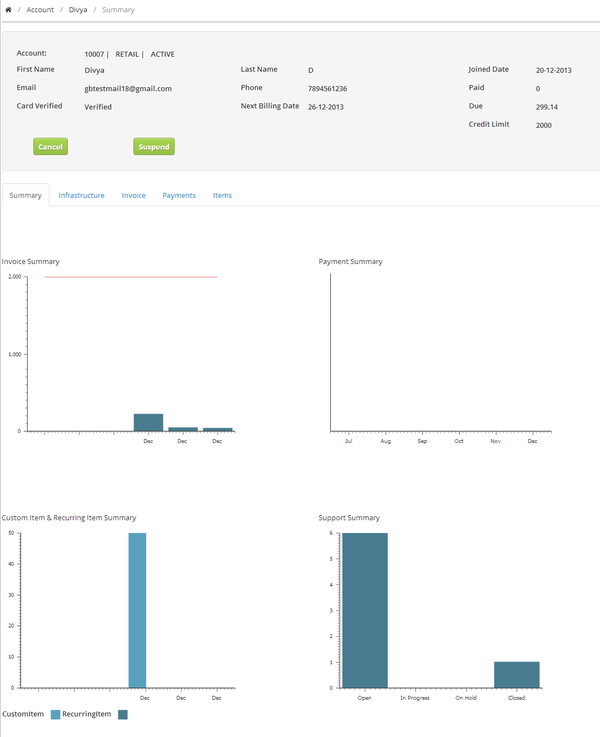 / Account / Divya / Summary
Account: 10007 | RETAIL | ACTIVE
First Name Divya Last Name D Joined Date 20-12-2013
Email gbtestmail18@gmail.com Phone 7894561236 Paid 0
Card Verified Verified Next Billing Date 26-12-2013 Due 299.14
Credit Limit 2000
Cancel Suspend
Summary Infrastructure Invoice Payments Items
Invoice Summary Payment Summary
2,000
1,000
0
Dec Dec Dec Jul Aug Sep Oct Nov Dec
Custom Item & Recurring Item Summary Support Summary
50 6
40 5
30 4
20 3
10 2
0 1
0
Dec Dec Dec Open In Progress On Hold Closed
CustomItem RecurringItem